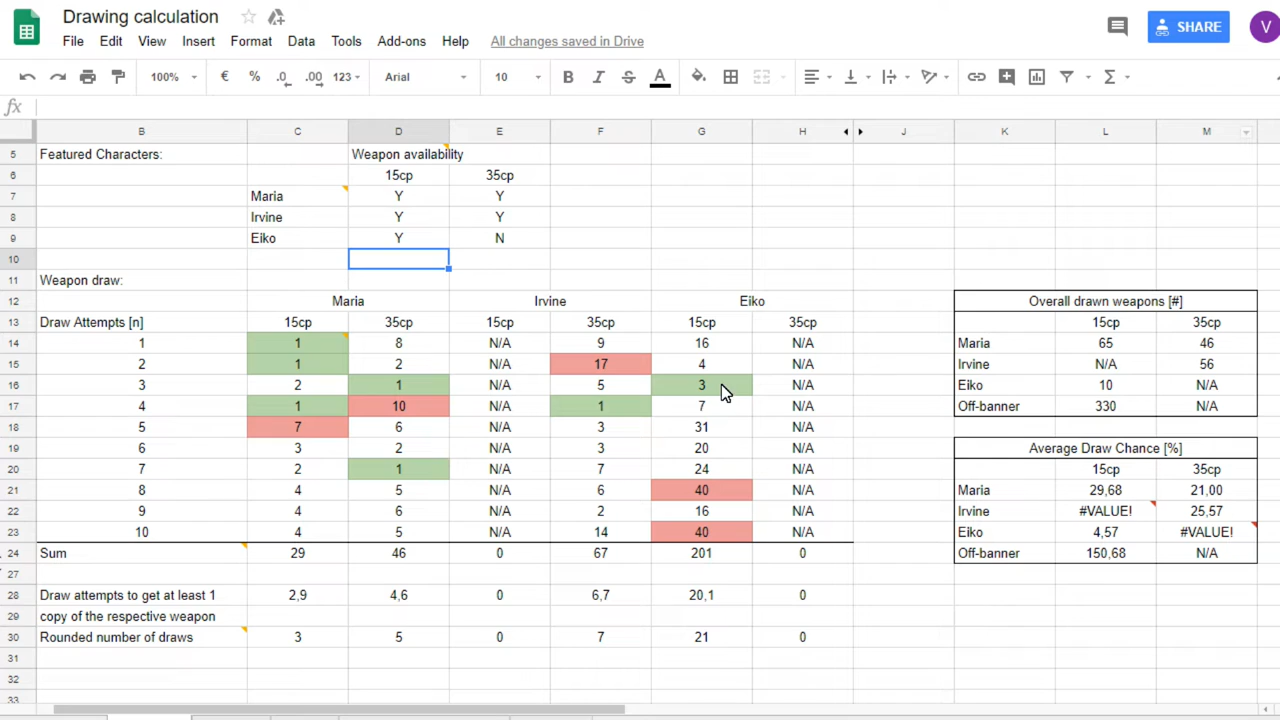 Drawing calculation
File Edit View Insert Format Data Tools Add-ons Help All changes saved in Drive
SHARE
V
100% € % .0 .00 123 Arial 10 B I S A Σ
fx
B C D E F G H J K L M
5 Featured Characters: Weapon availability
6 15cp 35cp
7 Maria Y Y
8 Irvine Y Y
9 Eiko Y N
10
11 Weapon draw:
12 Maria Irvine Eiko Overall drawn weapons [#]
13 Draw Attempts [n] 15cp 35cp 15cp 35cp 15cp 35cp 15cp 35cp
14 1 1 8 N/A 9 16 N/A Maria 65 46
15 2 1 2 N/A 17 4 N/A Irvine N/A 56
16 3 2 1 N/A 5 3 N/A Eiko 10 N/A
17 4 1 10 N/A 1 7 N/A Off-banner 330 N/A
18 5 7 6 N/A 3 31 N/A
19 6 3 2 N/A 3 20 N/A Average Draw Chance [%]
20 7 2 1 N/A 7 24 N/A 15cp 35cp
21 8 4 5 N/A 6 40 N/A Maria 29,68 21,00
22 9 4 6 N/A 2 16 N/A Irvine #VALUE! 25,57
23 10 4 5 N/A 14 40 N/A Eiko 4,57 #VALUE!
24 Sum 29 46 0 67 201 0 Off-banner 150,68 N/A
27
28 Draw attempts to get at least 1 2,9 4,6 0 6,7 20,1 0
29 copy of the respective weapon
30 Rounded number of draws 3 5 0 7 21 0
31
32
33